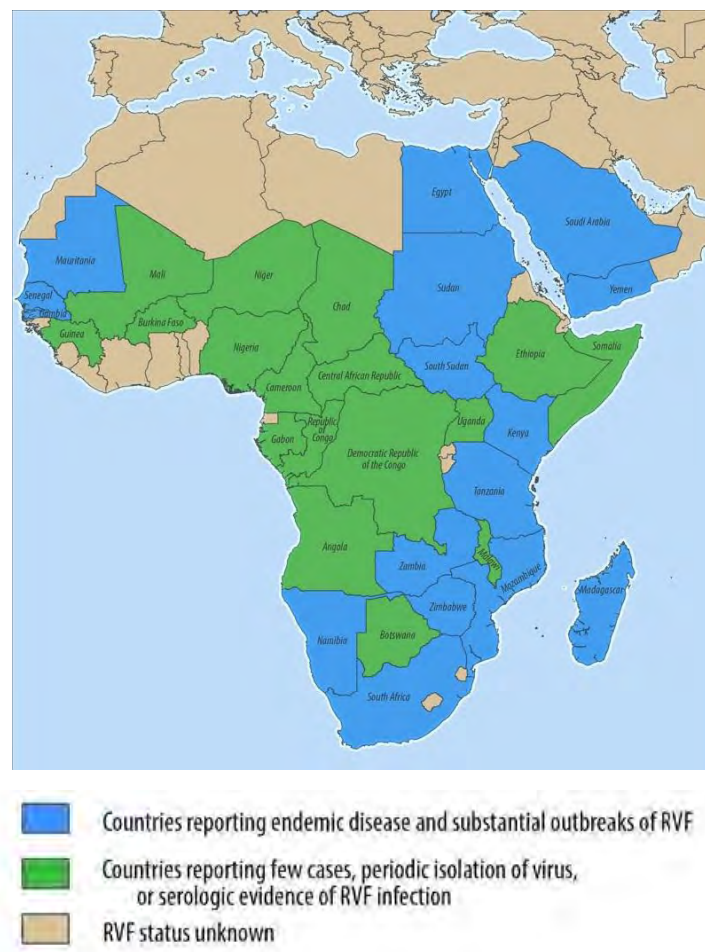 Egypt
Saudi Arabia
Mauritania
Mali
Niger
Chad
Sudan
Yemen
Senegal
Gambia
Guinea
Burkina Faso
Nigeria
Ethiopia
Somalia
South Sudan
Central African Republic
Cameroon
Uganda
Kenya
Gabon
Republic
of
Congo
Democratic Republic
of the Congo
Tanzania
Angola
Zambia
Malawi
Mozambique
Zimbabwe
Madagascar
Namibia
Botswana
South Africa
Countries reporting endemic disease and substantial outbreaks of RVF
Countries reporting few cases, periodic isolation of virus,
or serologic evidence of RVF infection
RVF status unknown